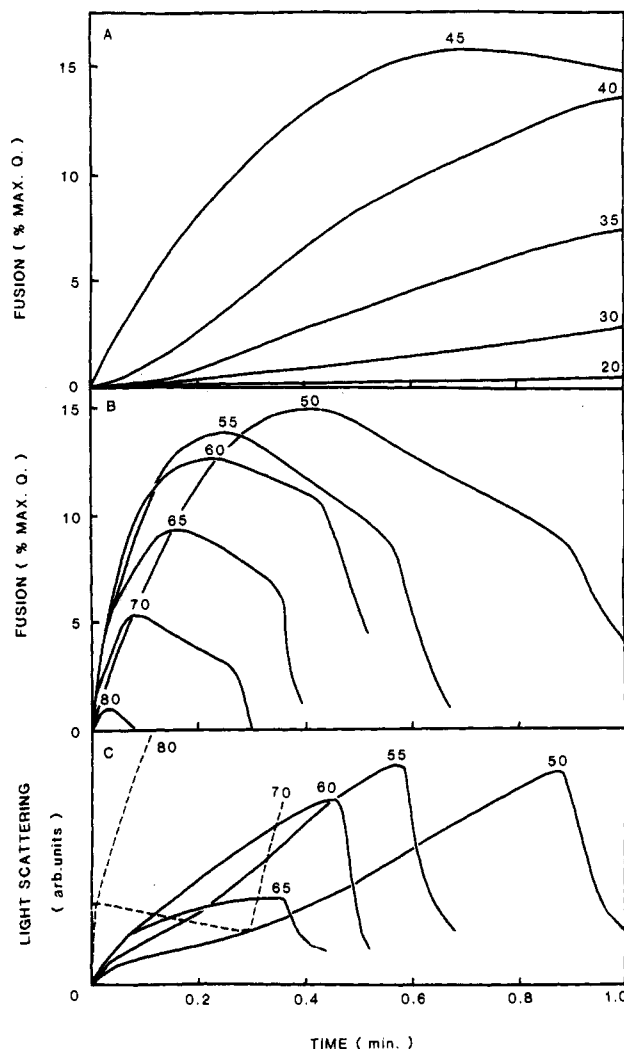 A
15
10
5
0
FUSION ( % MAX. Q. )
45
40
35
30
20
B
15
10
5
0
FUSION ( % MAX. Q. )
50
55
60
65
70
80
C
80
70
60
55
50
65
LIGHT SCATTERING
( arb.units )
0 0.2 0.4 0.6 0.8 1.0
TIME ( min. )